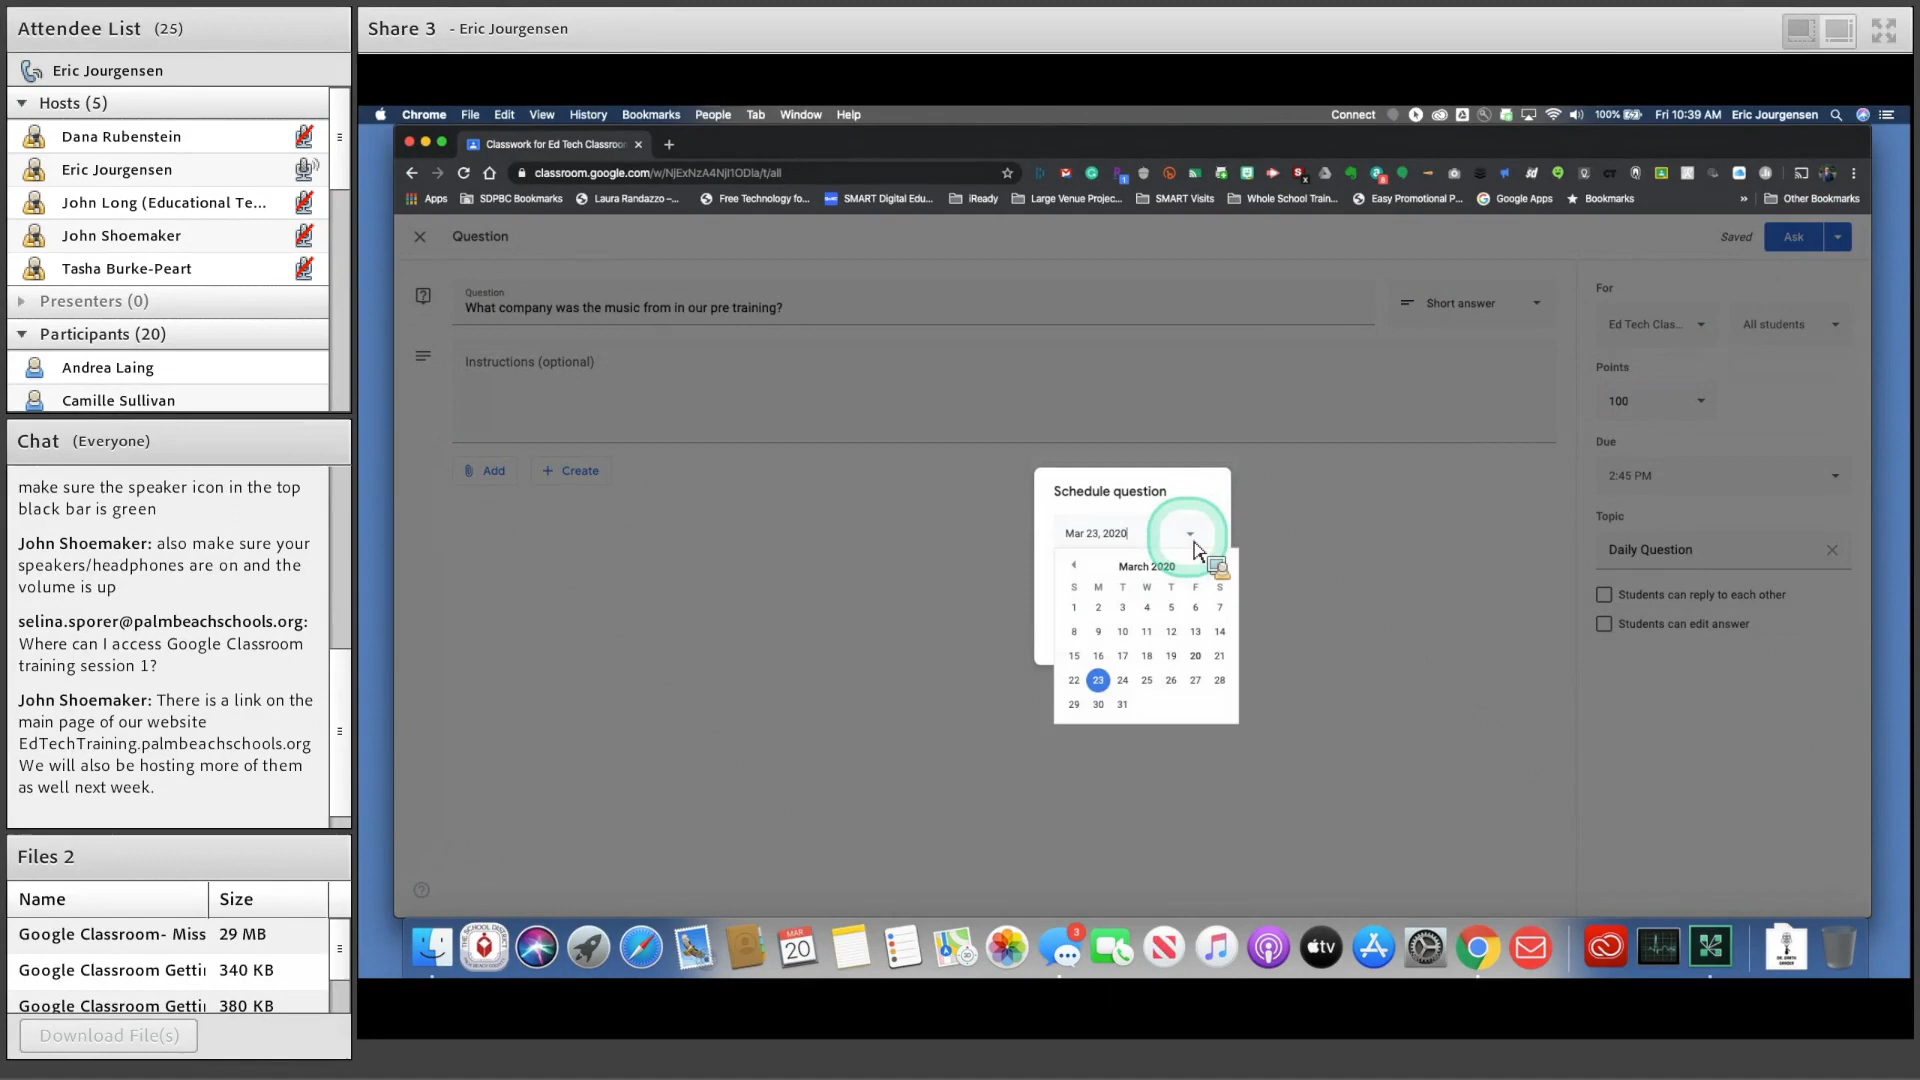 Attendee List (25)
Eric Jourgensen
Hosts (5)
Dana Rubenstein
Eric Jourgensen
John Long (Educational Te...
John Shoemaker
Tasha Burke-Peart
Presenters (0)
Participants (20)
Andrea Laing
Camille Sullivan
Chat (Everyone)
make sure the speaker icon in the top
black bar is green
John Shoemaker: also make sure your
speakers/headphones are on and the
volume is up
selina.sporer@palmbeachschools.org:
Where can I access Google Classroom
training session 1?
John Shoemaker: There is a link on the
main page of our website
EdTechTraining.palmbeachschools.org
We will also be hosting more of them
as well next week.
Files 2
Name Size
Google Classroom- Miss 29 MB
Google Classroom Getti 340 KB
Google Classroom Getti 380 KB
Download File(s)
Share 3 - Eric Jourgensen
Chrome File Edit View History Bookmarks People Tab Window Help Connect 100% Fri 10:39 AM Eric Jourgensen
Classwork for Ed Tech Classroom
classroom.google.com/w/NjExNzA4NjI1ODla/t/all
Apps SDPBC Bookmarks Laura Randazzo –... Free Technology fo... SMART Digital Edu... iReady Large Venue Projec... SMART Visits Whole School Train... Easy Promotional P... Google Apps Bookmarks » Other Bookmarks
Question Saved Ask
Question
What company was the music from in our pre training?
Short answer
Instructions (optional)
Add Create
For
Ed Tech Clas... All students
Points
100
Due
2:45 PM
Topic
Daily Question
Students can reply to each other
Students can edit answer
Schedule question
Mar 23, 2020
March 2020
S M T W T F S
1 2 3 4 5 6 7
8 9 10 11 12 13 14
15 16 17 18 19 20 21
22 23 24 25 26 27 28
29 30 31
MAR
20
3
tv